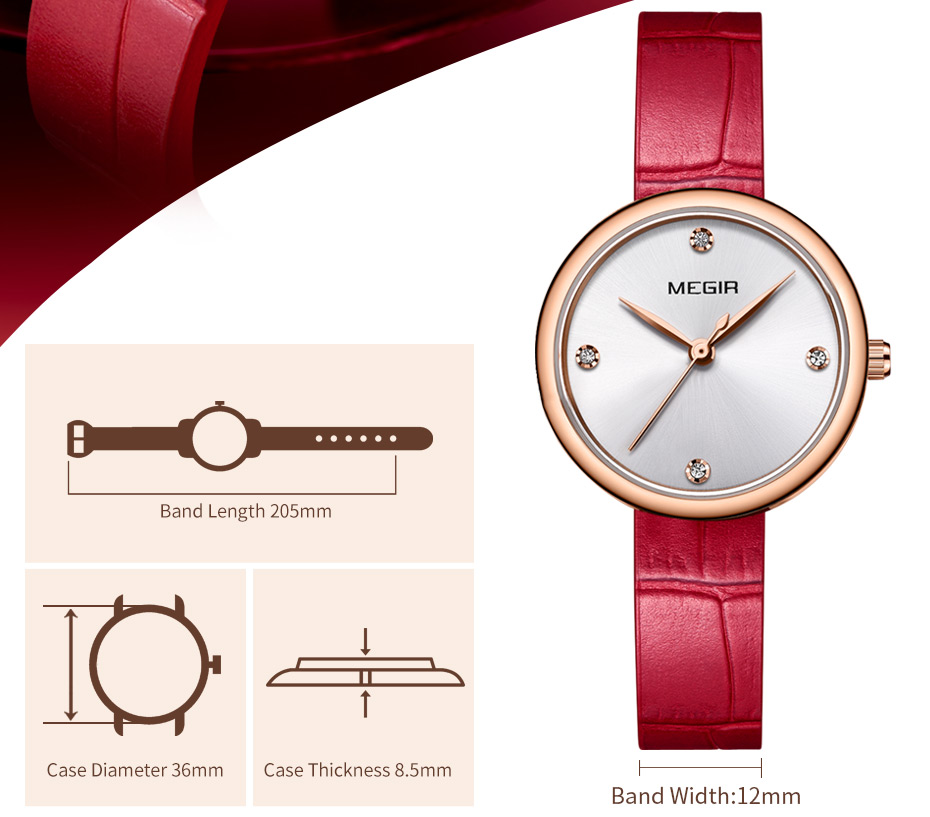 MEGIR
Band Length 205mm
Case Diameter 36mm
Case Thickness 8.5mm
Band Width:12mm